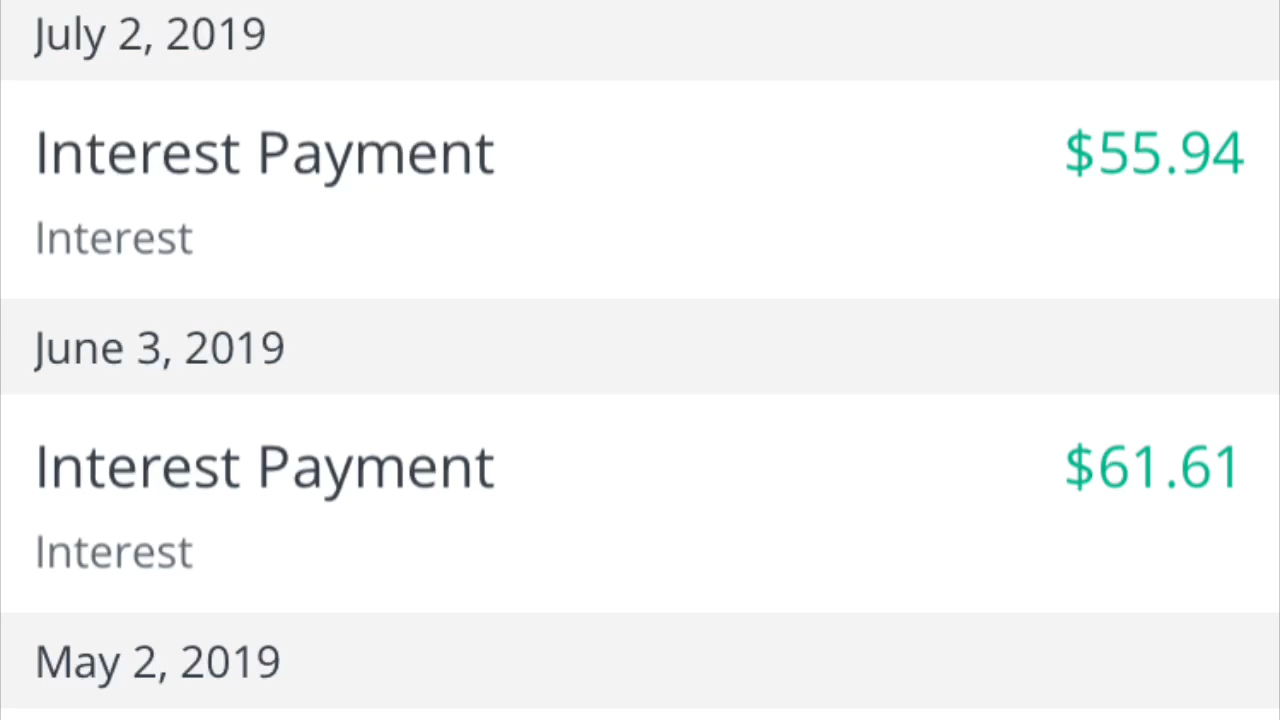 July 2, 2019
Interest Payment $55.94
Interest
June 3, 2019
Interest Payment $61.61
Interest
May 2, 2019